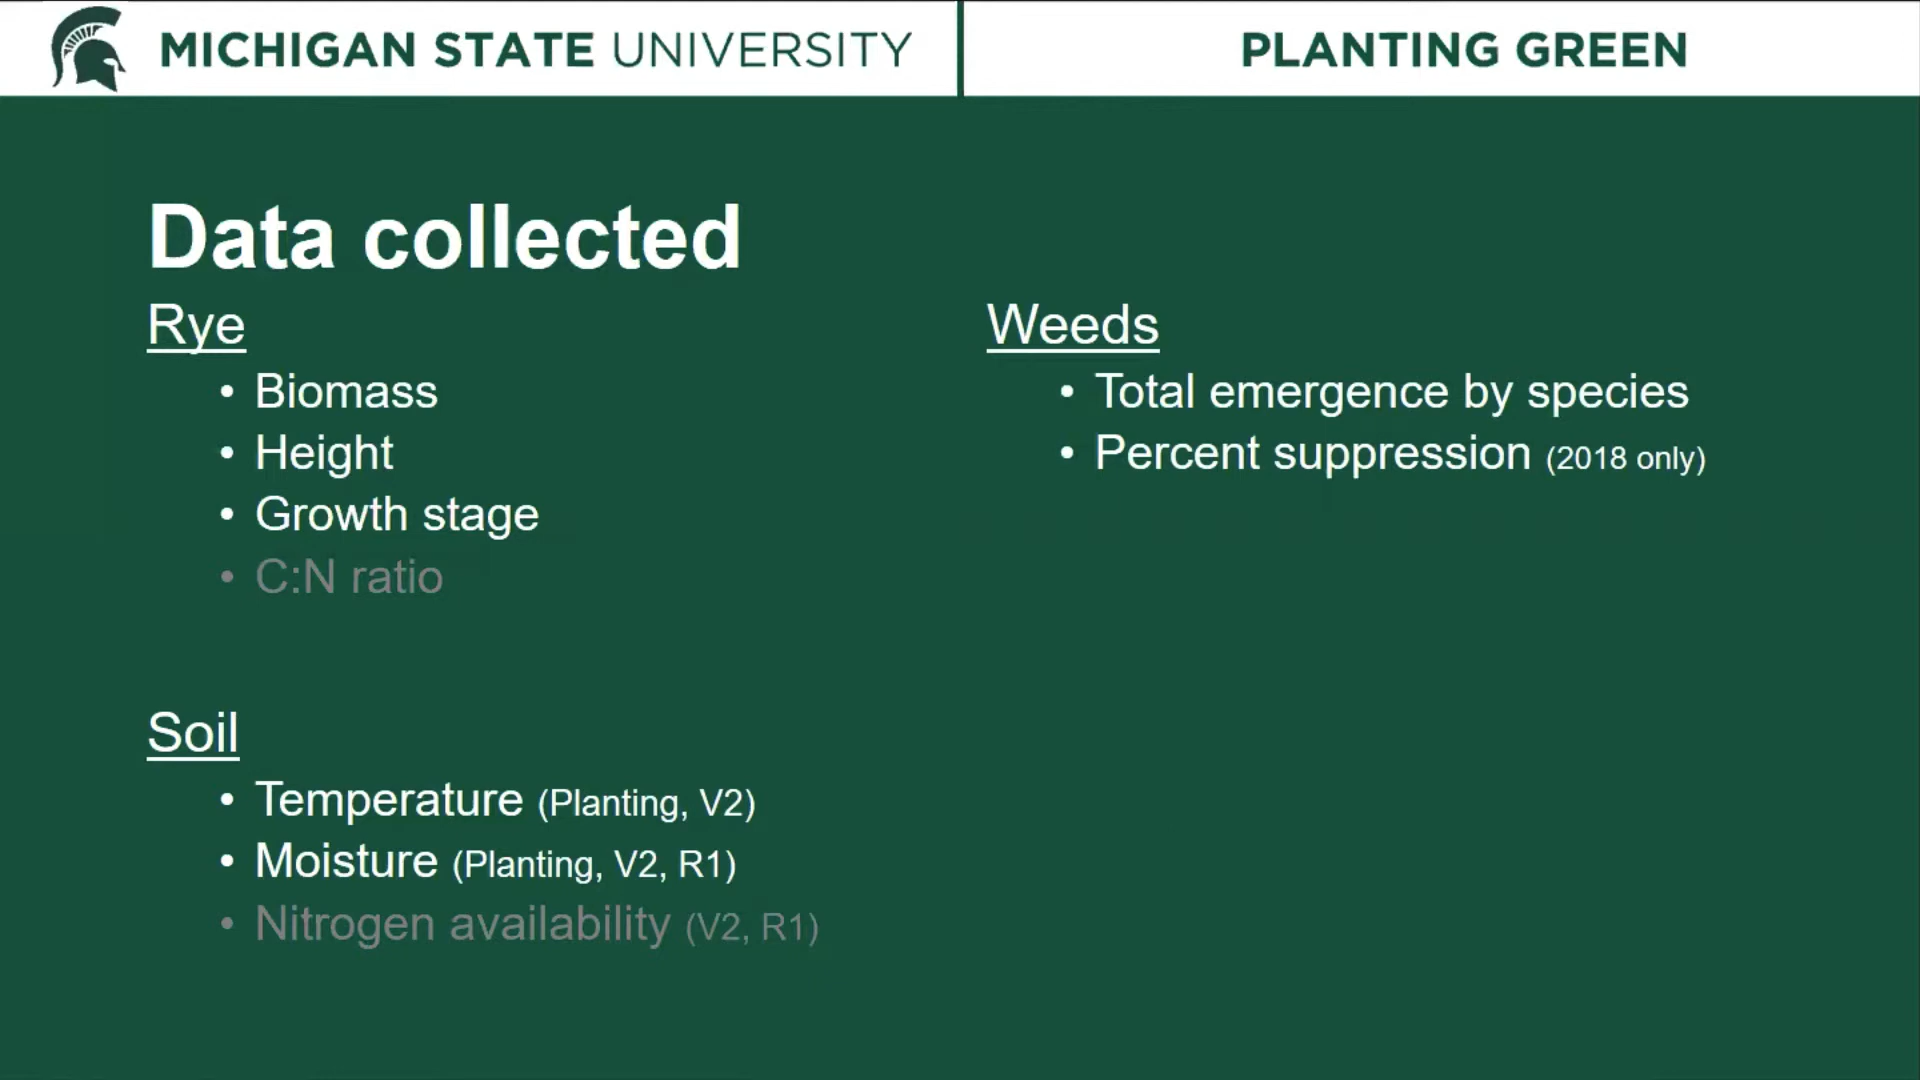 MICHIGAN STATE UNIVERSITY
PLANTING GREEN
Data collected
Rye
• Biomass
• Height
• Growth stage
• C:N ratio
Weeds
• Total emergence by species
• Percent suppression (2018 only)
Soil
• Temperature (Planting, V2)
• Moisture (Planting, V2, R1)
• Nitrogen availability (V2, R1)